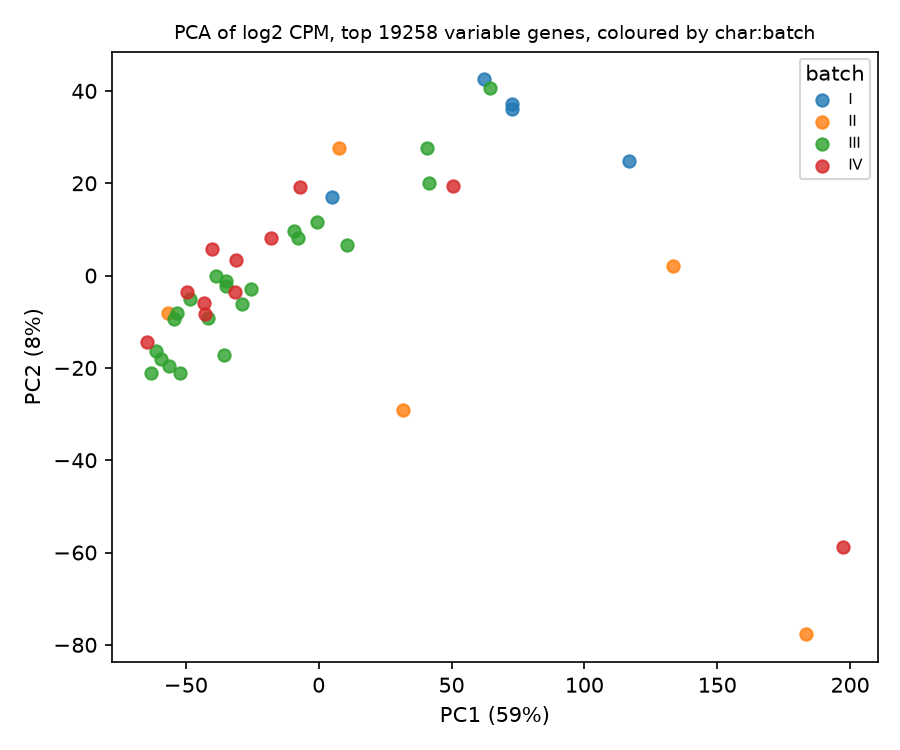 PCA of log2 CPM, top 19258 variable genes, coloured by char:batch
batch
I
II
III
IV
40
20
0
−20
−40
−60
−80
PC2 (8%)
−50
0
50
100
150
200
PC1 (59%)